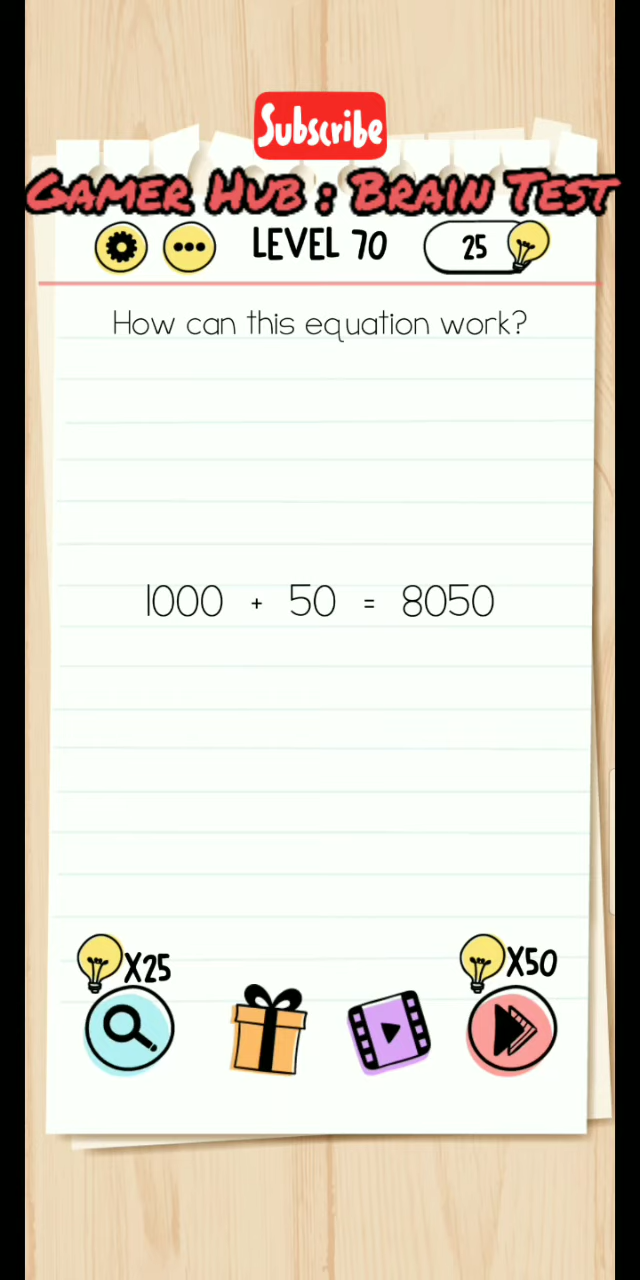 Subscribe
GAMER HUB : BRAIN TEST
LEVEL 70
25
How can this equation work?
1000 + 50 = 8050
X25
X50